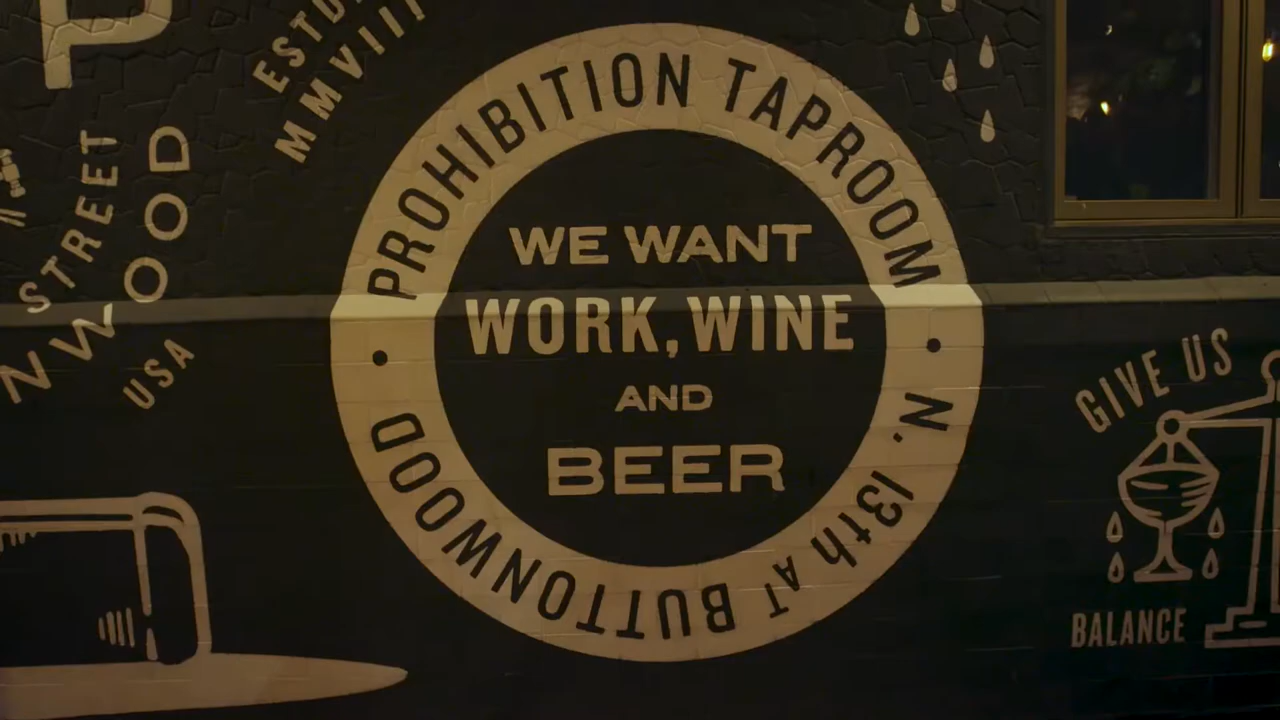 P
ESTD
MMVIII
STREET
NWOOD
USA
PROHIBITION TAPROOM
WE WANT
WORK, WINE
AND
BEER
• N. 13th AT BUTTONWOOD •
GIVE US
BALANCE